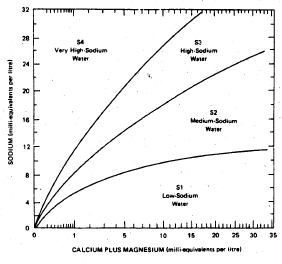 32
28
24
20
16
12
8
4
0
S4
Very High-Sodium
Water
S3
High-Sodium
Water
S2
Medium-Sodium
Water
S1
Low-Sodium
Water
0 1 5 10 15 20 25 30 35
SODIUM (milli-equivalents per litre)
CALCIUM PLUS MAGNESIUM (milli-equivalents per litre)